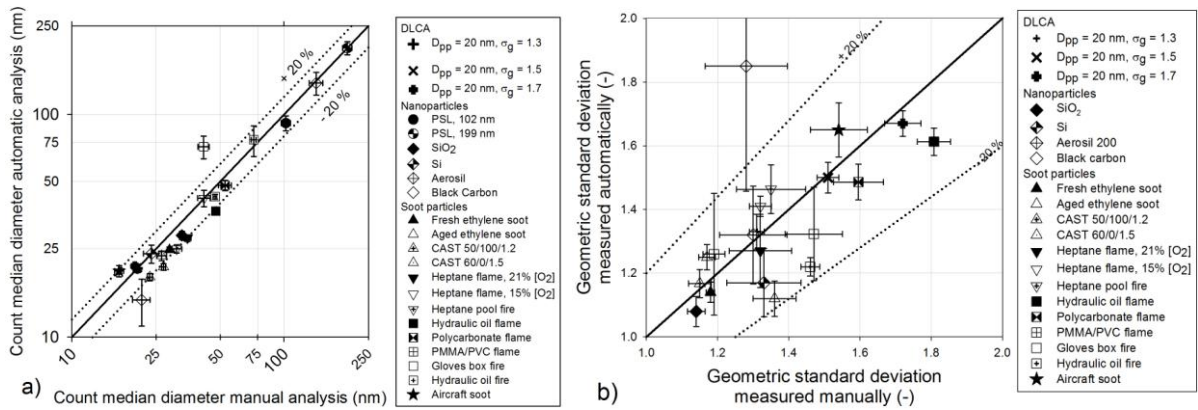 Count median diameter automatic analysis (nm)
250
100
75
50
25
10
10
25
50
75
100
250
+ 20 %
- 20 %
a)
Count median diameter manual analysis (nm)
DLCA
Dpp = 20 nm, σg = 1.3
Dpp = 20 nm, σg = 1.5
Dpp = 20 nm, σg = 1.7
Nanoparticles
PSL, 102 nm
PSL, 199 nm
SiO₂
Si
Aerosil
Black Carbon
Soot particles
Fresh ethylene soot
Aged ethylene soot
CAST 50/100/1.2
CAST 60/0/1.5
Heptane flame, 21% [O₂]
Heptane flame, 15% [O₂]
Heptane pool fire
Hydraulic oil flame
Polycarbonate flame
PMMA/PVC flame
Gloves box fire
Hydraulic oil fire
Aircraft soot
Geometric standard deviation
measured automatically (-)
2.0
1.8
1.6
1.4
1.2
1.0
1.0
1.2
1.4
1.6
1.8
2.0
+ 20 %
- 20 %
b)
Geometric standard deviation
measured manually (-)
DLCA
Dpp = 20 nm, σg = 1.3
Dpp = 20 nm, σg = 1.5
Dpp = 20 nm, σg = 1.7
Nanoparticles
SiO₂
Si
Aerosil 200
Black carbon
Soot particles
Fresh ethylene soot
Aged ethylene soot
CAST 50/100/1.2
CAST 60/0/1.5
Heptane flame, 21% [O₂]
Heptane flame, 15% [O₂]
Heptane pool fire
Hydraulic oil flame
Polycarbonate flame
PMMA/PVC flame
Gloves box fire
Hydraulic oil fire
Aircraft soot